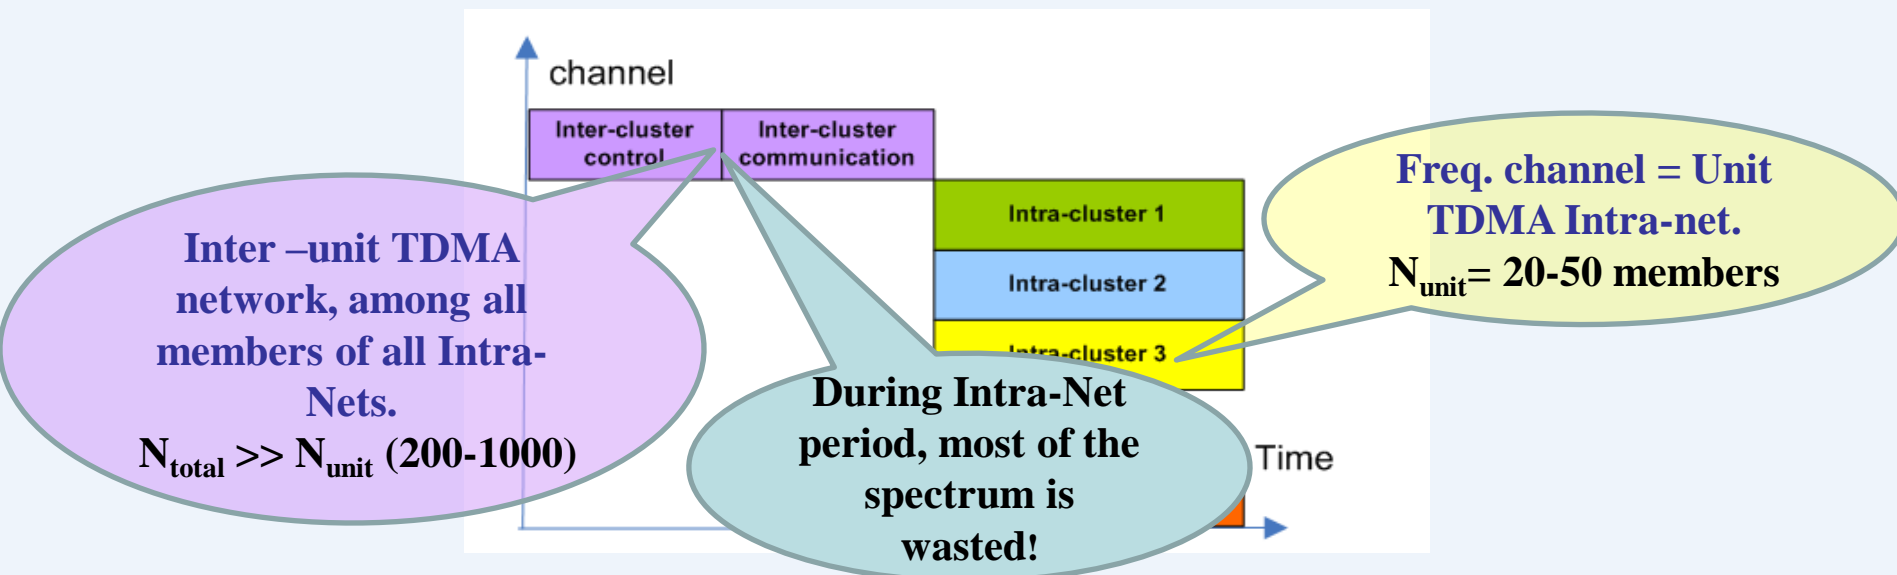 channel
Inter-cluster
control
Inter-cluster
communication
Intra-cluster 1
Intra-cluster 2
Intra-cluster 3
Freq. channel = Unit
TDMA Intra-net.
Nunit= 20-50 members
Inter –unit TDMA
network, among all
members of all Intra-
Nets.
Ntotal >> Nunit (200-1000)
During Intra-Net
period, most of the
spectrum is
wasted!
Time